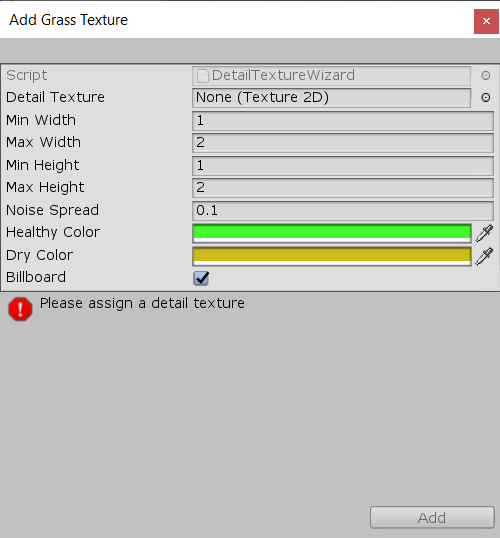 Add Grass Texture
Script DetailTextureWizard
Detail Texture None (Texture 2D)
Min Width 1
Max Width 2
Min Height 1
Max Height 2
Noise Spread 0.1
Healthy Color
Dry Color
Billboard
Please assign a detail texture
Add